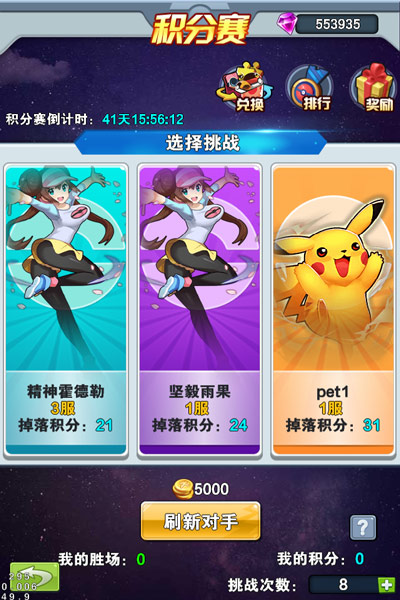 积分赛
553935
兑换 排行 奖励
积分赛倒计时： 41天15:56:12
选择挑战
精神霍德勒
3服
掉落积分： 21
坚毅雨果
1服
掉落积分： 24
pet1
1服
掉落积分： 31
5000
刷新对手
?
我的胜场： 0
我的积分： 0
挑战次数： 8
0.006
49.9